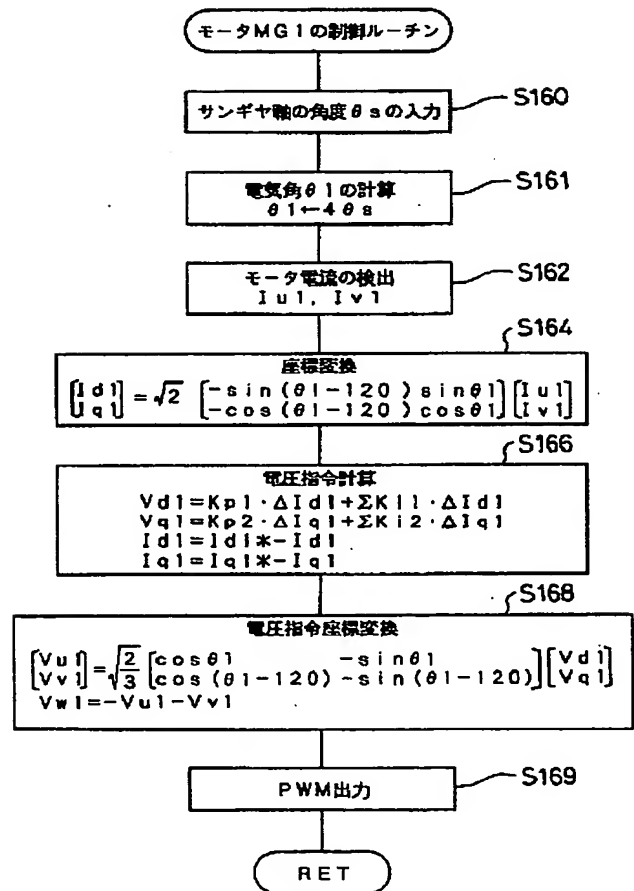 モータMG1の制御ルーチン
サンギヤ軸の角度θsの入力
S160
電気角θ1の計算
θ1←4θs
S161
モータ電流の検出
Iu1, Iv1
S162
S164
座標変換
[Id1] = √2 [-sin(θ1-120)sinθ1] [Iu1]
[Iq1] [-cos(θ1-120)cosθ1] [Iv1]
S166
電圧指令計算
Vd1=Kp1・ΔId1+ΣKi1・ΔId1
Vq1=Kp2・ΔIq1+ΣKi2・ΔIq1
Id1=Id1*-Id1
Iq1=Iq1*-Iq1
S168
電圧指令座標変換
[Vu1] = √2/3 [cosθ1 -sinθ1] [Vd1]
[Vv1] [cos(θ1-120) -sin(θ1-120)] [Vq1]
Vw1=-Vu1-Vv1
PWM出力
S169
RET